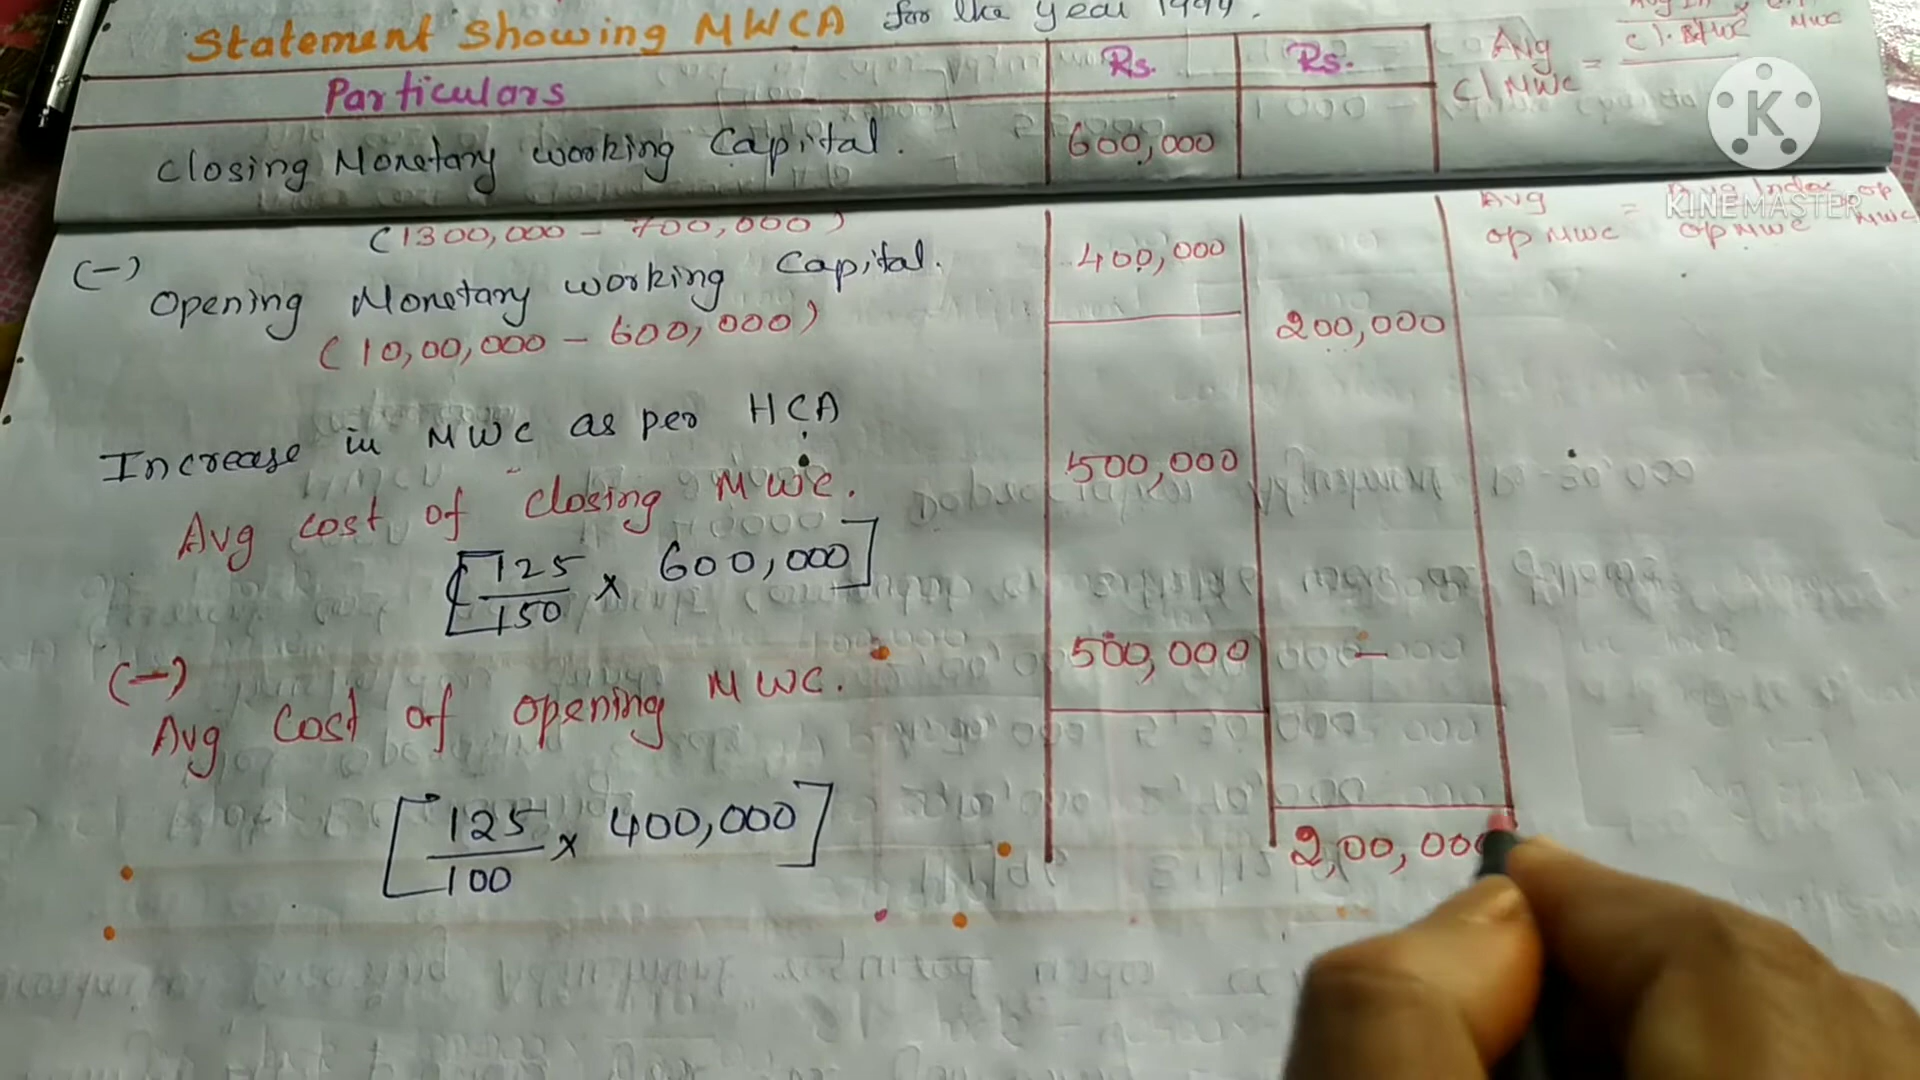 Statement Showing MWCA for the year 1999.
Particulars Rs. Rs.
Closing Monetary working Capital. 600,000
(1300,000 - 700,000)
(-)
Opening Monetary working Capital. 400,000
(10,00,000 - 600,000) 200,000
Increase in MWC as per HCA
Avg cost of closing MWC. 500,000
[125/150 × 600,000]
(-)
Avg Cost of opening MWC. 500,000 -
[125/100 × 400,000]
2,00,000
Avg
Cl MWC =
MWC
Avg
op MWC = Index op
op MWC MWC
K
KINEMASTER